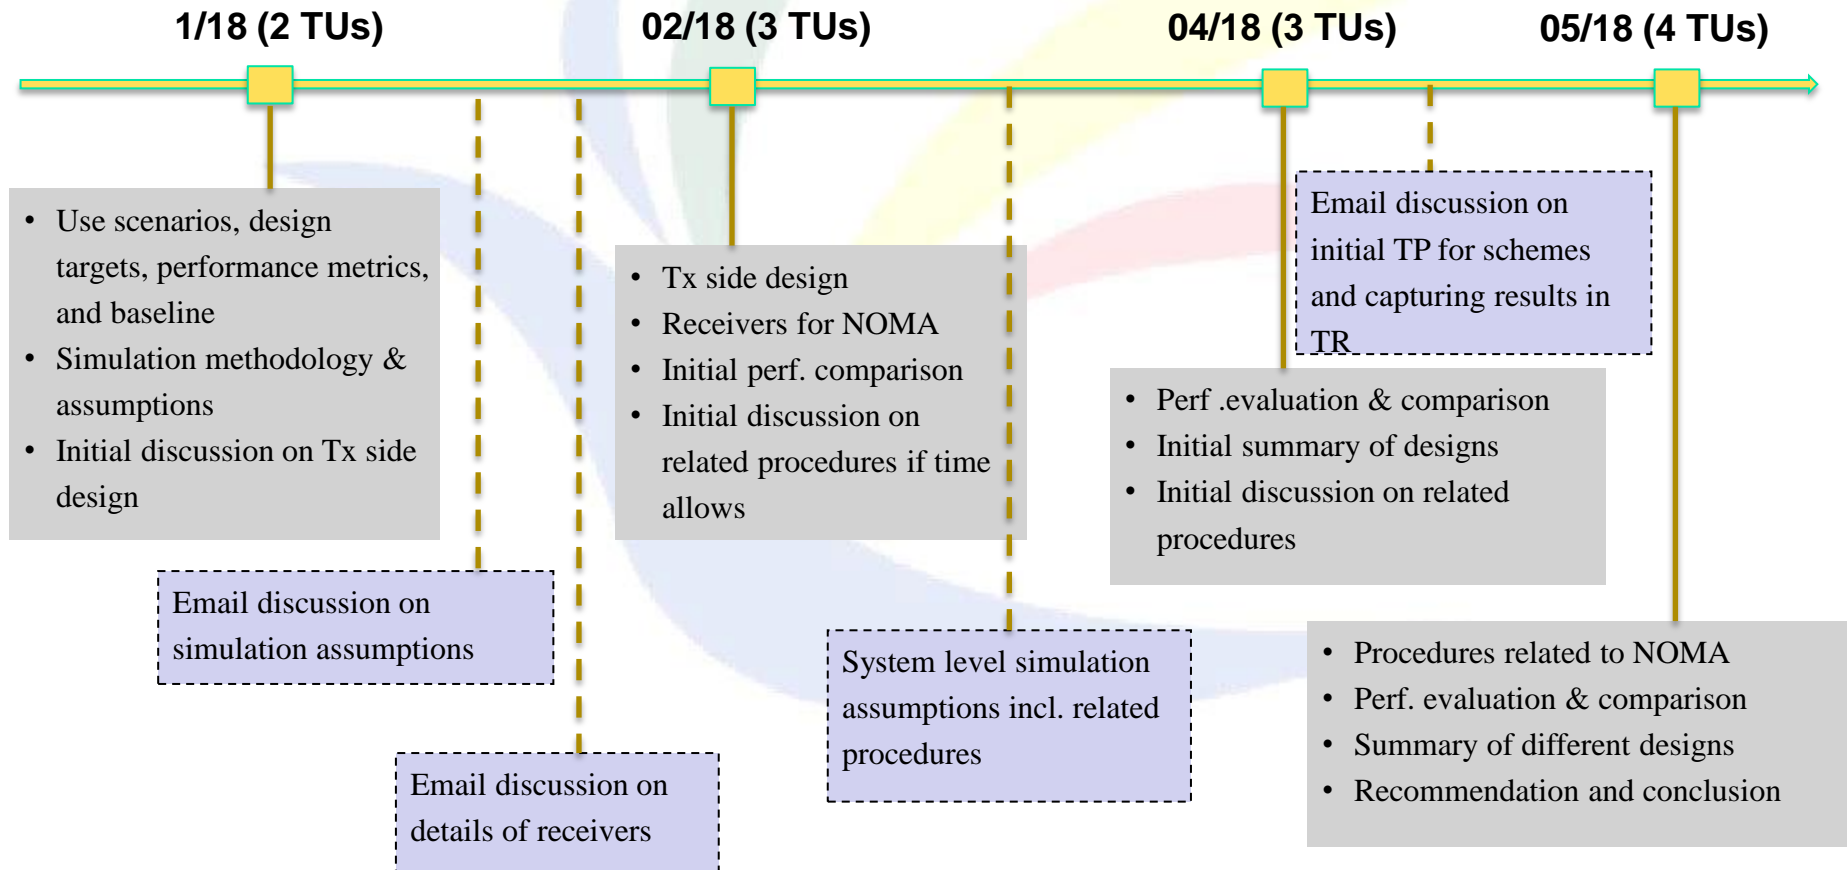 1/18 (2 TUs)
02/18 (3 TUs)
04/18 (3 TUs)
05/18 (4 TUs)
• Use scenarios, design
targets, performance metrics,
and baseline
• Simulation methodology &
assumptions
• Initial discussion on Tx side
design
Email discussion on
simulation assumptions
Email discussion on
details of receivers
• Tx side design
• Receivers for NOMA
• Initial perf. comparison
• Initial discussion on
related procedures if time
allows
System level simulation
assumptions incl. related
procedures
• Perf .evaluation & comparison
• Initial summary of designs
• Initial discussion on related
procedures
Email discussion on
initial TP for schemes
and capturing results in
TR
• Procedures related to NOMA
• Perf. evaluation & comparison
• Summary of different designs
• Recommendation and conclusion